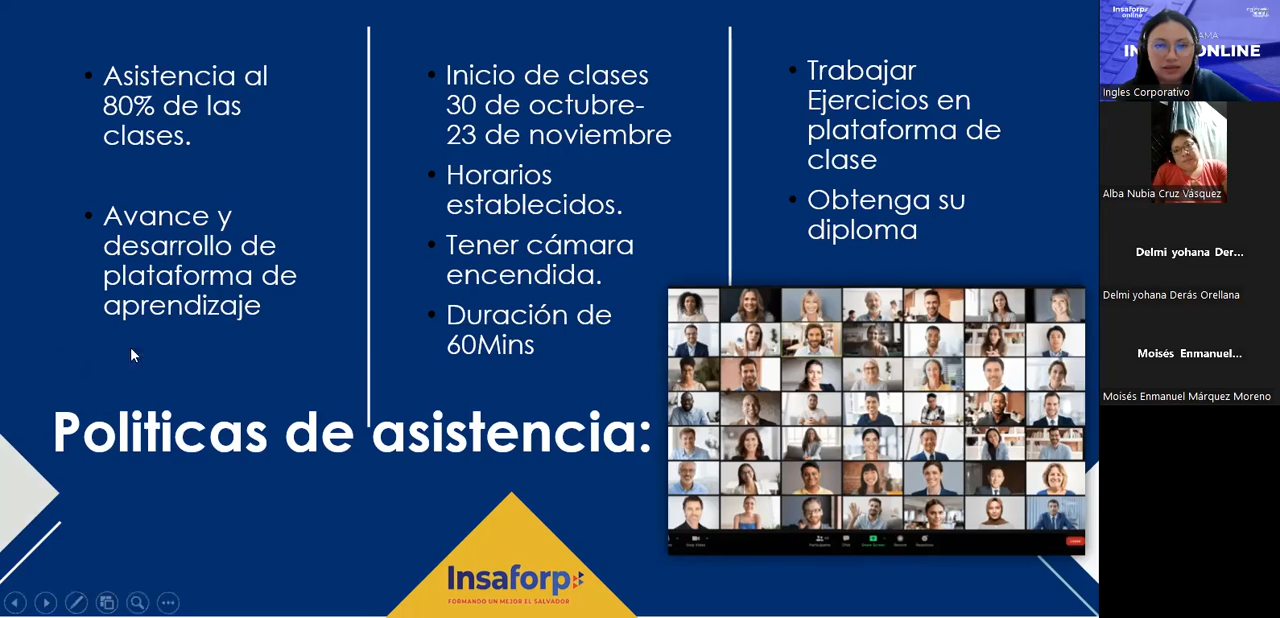 Asistencia al
80% de las
clases.
Avance y
desarrollo de
plataforma de
aprendizaje
Inicio de clases
30 de octubre-
23 de noviembre
Horarios
establecidos.
Tener cámara
encendida.
Duración de
60Mins
Trabajar
Ejercicios en
plataforma de
clase
Obtenga su
diploma
Politicas de asistencia:
Insaforp
FORMANDO UN MEJOR EL SALVADOR
Insaforp
online
ONLINE
Ingles Corporativo
Alba Nubia Cruz Vásquez
Delmi yohana Der...
Delmi yohana Derás Orellana
Moisés Enmanuel...
Moisés Enmanuel Márquez Moreno